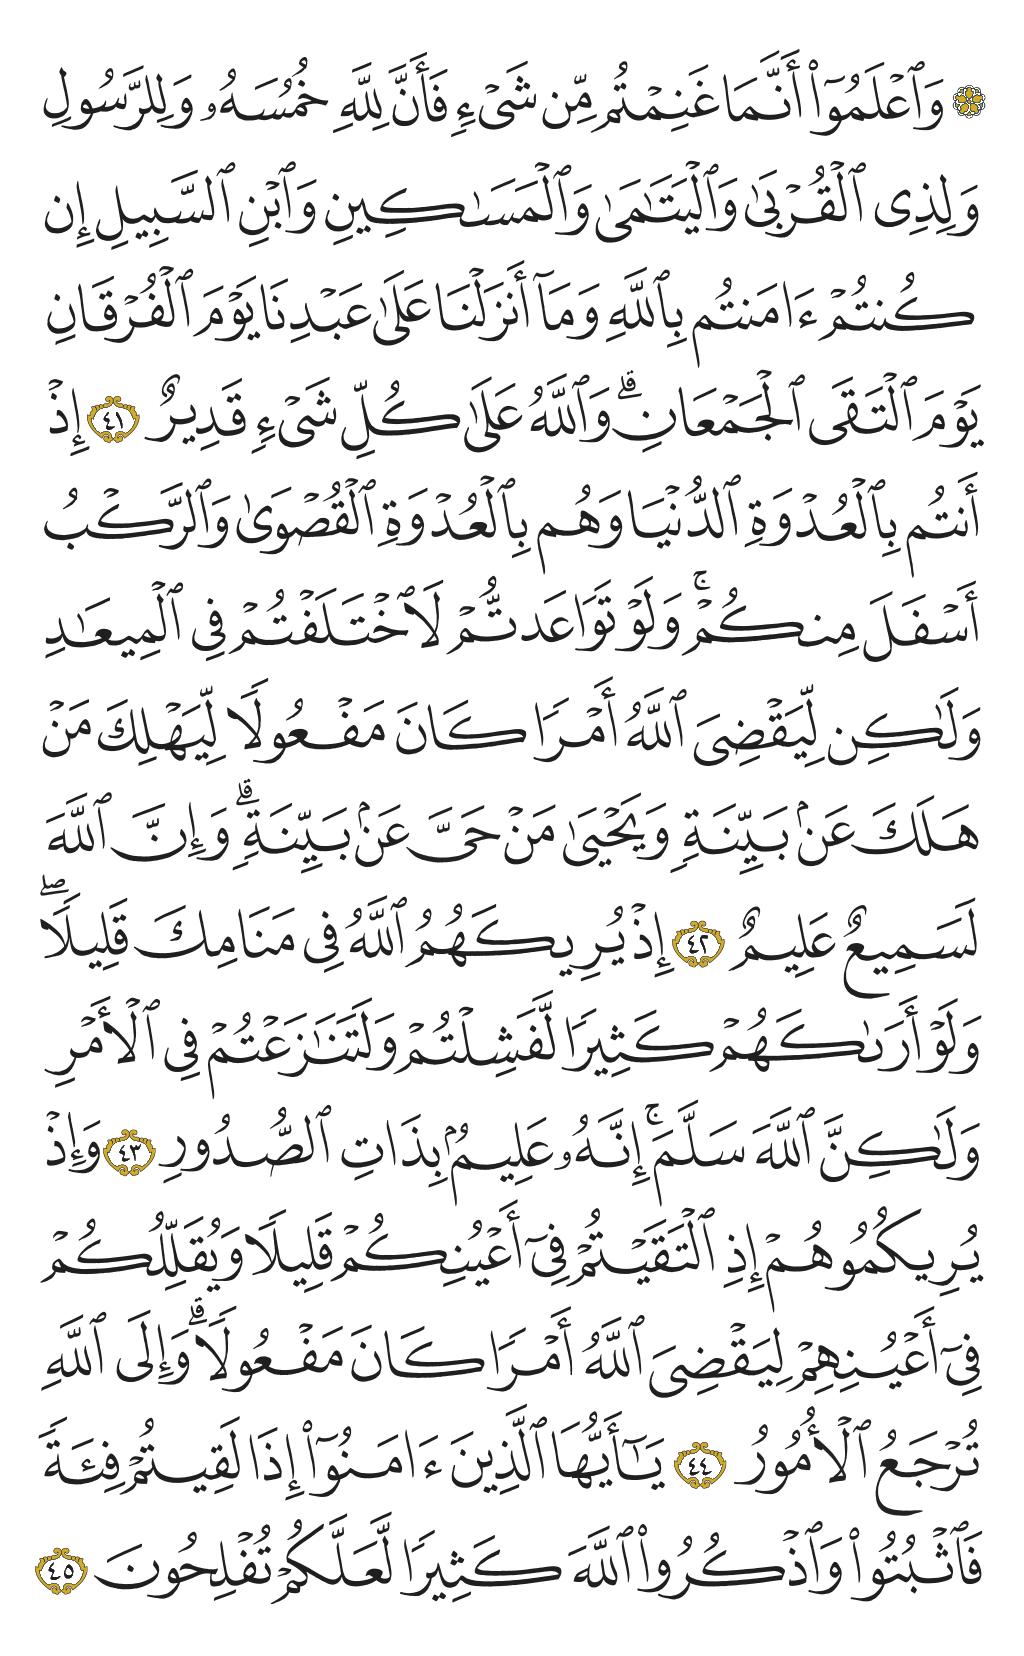 ۞ وَٱعْلَمُوٓا۟ أَنَّمَا غَنِمْتُم مِّن شَىْءٍ فَأَنَّ لِلَّهِ خُمُسَهُۥ وَلِلرَّسُولِ
وَلِذِى ٱلْقُرْبَىٰ وَٱلْيَتَـٰمَىٰ وَٱلْمَسَـٰكِينِ وَٱبْنِ ٱلسَّبِيلِ إِن
كُنتُمْ ءَامَنتُم بِٱللَّهِ وَمَآ أَنزَلْنَا عَلَىٰ عَبْدِنَا يَوْمَ ٱلْفُرْقَانِ
يَوْمَ ٱلْتَقَى ٱلْجَمْعَانِ ۗ وَٱللَّهُ عَلَىٰ كُلِّ شَىْءٍ قَدِيرٌ ٤١ إِذْ
أَنتُم بِٱلْعُدْوَةِ ٱلدُّنْيَا وَهُم بِٱلْعُدْوَةِ ٱلْقُصْوَىٰ وَٱلرَّكْبُ
أَسْفَلَ مِنكُمْ ۚ وَلَوْ تَوَاعَدتُّمْ لَٱخْتَلَفْتُمْ فِى ٱلْمِيعَـٰدِ
وَلَـٰكِن لِّيَقْضِىَ ٱللَّهُ أَمْرًا كَانَ مَفْعُولًا لِّيَهْلِكَ مَنْ
هَلَكَ عَنۢ بَيِّنَةٍ وَيَحْيَىٰ مَنْ حَىَّ عَنۢ بَيِّنَةٍ ۗ وَإِنَّ ٱللَّهَ
لَسَمِيعٌ عَلِيمٌ ٤٢ إِذْ يُرِيكَهُمُ ٱللَّهُ فِى مَنَامِكَ قَلِيلًا ۖ
وَلَوْ أَرَىٰكَهُمْ كَثِيرًا لَّفَشِلْتُمْ وَلَتَنَـٰزَعْتُمْ فِى ٱلْأَمْرِ
وَلَـٰكِنَّ ٱللَّهَ سَلَّمَ ۚ إِنَّهُۥ عَلِيمٌۢ بِذَاتِ ٱلصُّدُورِ ٤٣ وَإِذْ
يُرِيكُمُوهُمْ إِذِ ٱلْتَقَيْتُمْ فِىٓ أَعْيُنِكُمْ قَلِيلًا وَيُقَلِّلُكُمْ
فِىٓ أَعْيُنِهِمْ لِيَقْضِىَ ٱللَّهُ أَمْرًا كَانَ مَفْعُولًا ۗ وَإِلَى ٱللَّهِ
تُرْجَعُ ٱلْأُمُورُ ٤٤ يَـٰٓأَيُّهَا ٱلَّذِينَ ءَامَنُوٓا۟ إِذَا لَقِيتُمْ فِئَةً
فَٱثْبُتُوا۟ وَٱذْكُرُوا۟ ٱللَّهَ كَثِيرًا لَّعَلَّكُمْ تُفْلِحُونَ ٤٥